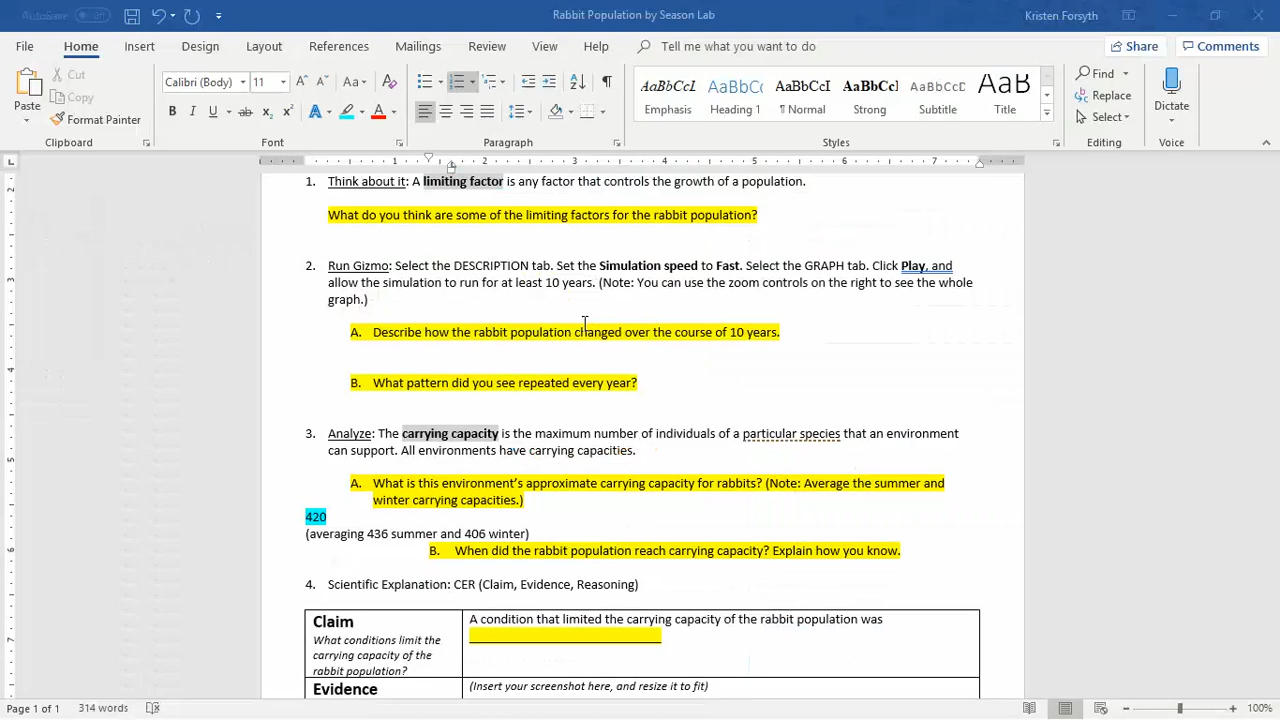 AutoSave Off
Rabbit Population by Season Lab
Kristen Forsyth
File Home Insert Design Layout References Mailings Review View Help Tell me what you want to do Share Comments
Paste
Cut
Copy
Format Painter
Calibri (Body) 11
AaBbCcI AaBbC AaBbCcI AaBbCc AaBbCcD AaB
Emphasis Heading 1 ¶ Normal Strong Subtitle Title
Find
Replace
Select
Dictate
Clipboard Font Paragraph Styles Editing Voice
1. Think about it: A limiting factor is any factor that controls the growth of a population.
What do you think are some of the limiting factors for the rabbit population?
2. Run Gizmo: Select the DESCRIPTION tab. Set the Simulation speed to Fast. Select the GRAPH tab. Click Play, and
allow the simulation to run for at least 10 years. (Note: You can use the zoom controls on the right to see the whole
graph.)
A. Describe how the rabbit population changed over the course of 10 years.
B. What pattern did you see repeated every year?
3. Analyze: The carrying capacity is the maximum number of individuals of a particular species that an environment
can support. All environments have carrying capacities.
A. What is this environment's approximate carrying capacity for rabbits? (Note: Average the summer and
winter carrying capacities.)
420
(averaging 436 summer and 406 winter)
B. When did the rabbit population reach carrying capacity? Explain how you know.
4. Scientific Explanation: CER (Claim, Evidence, Reasoning)
Claim
What conditions limit the
carrying capacity of the
rabbit population?
A condition that limited the carrying capacity of the rabbit population was
Evidence
(Insert your screenshot here, and resize it to fit)
Page 1 of 1 314 words 100%